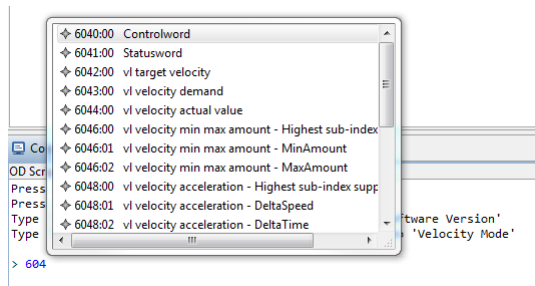 6040:00 Controlword
6041:00 Statusword
6042:00 vl target velocity
6043:00 vl velocity demand
6044:00 vl velocity actual value
6046:00 vl velocity min max amount - Highest sub-index
6046:01 vl velocity min max amount - MinAmount
6046:02 vl velocity min max amount - MaxAmount
6048:00 vl velocity acceleration - Highest sub-index supp
6048:01 vl velocity acceleration - DeltaSpeed
6048:02 vl velocity acceleration - DeltaTime
Co
OD Scr
Press
Press
Type ftware Version'
Type 'Velocity Mode'
> 604